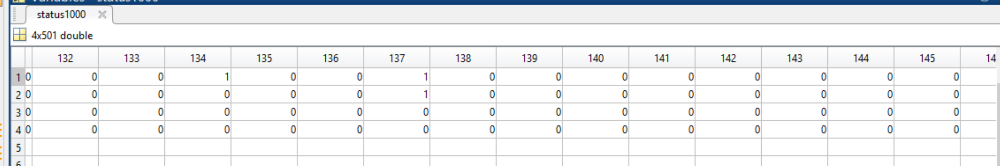 status1000
4x501 double
132 133 134 135 136 137 138 139 140 141 142 143 144 145 14
1 0 0 0 1 0 0 1 0 0 0 0 0 0 0 0
2 0 0 0 0 0 0 1 0 0 0 0 0 0 0 0
3 0 0 0 0 0 0 0 0 0 0 0 0 0 0 0
4 0 0 0 0 0 0 0 0 0 0 0 0 0 0 0
5
6